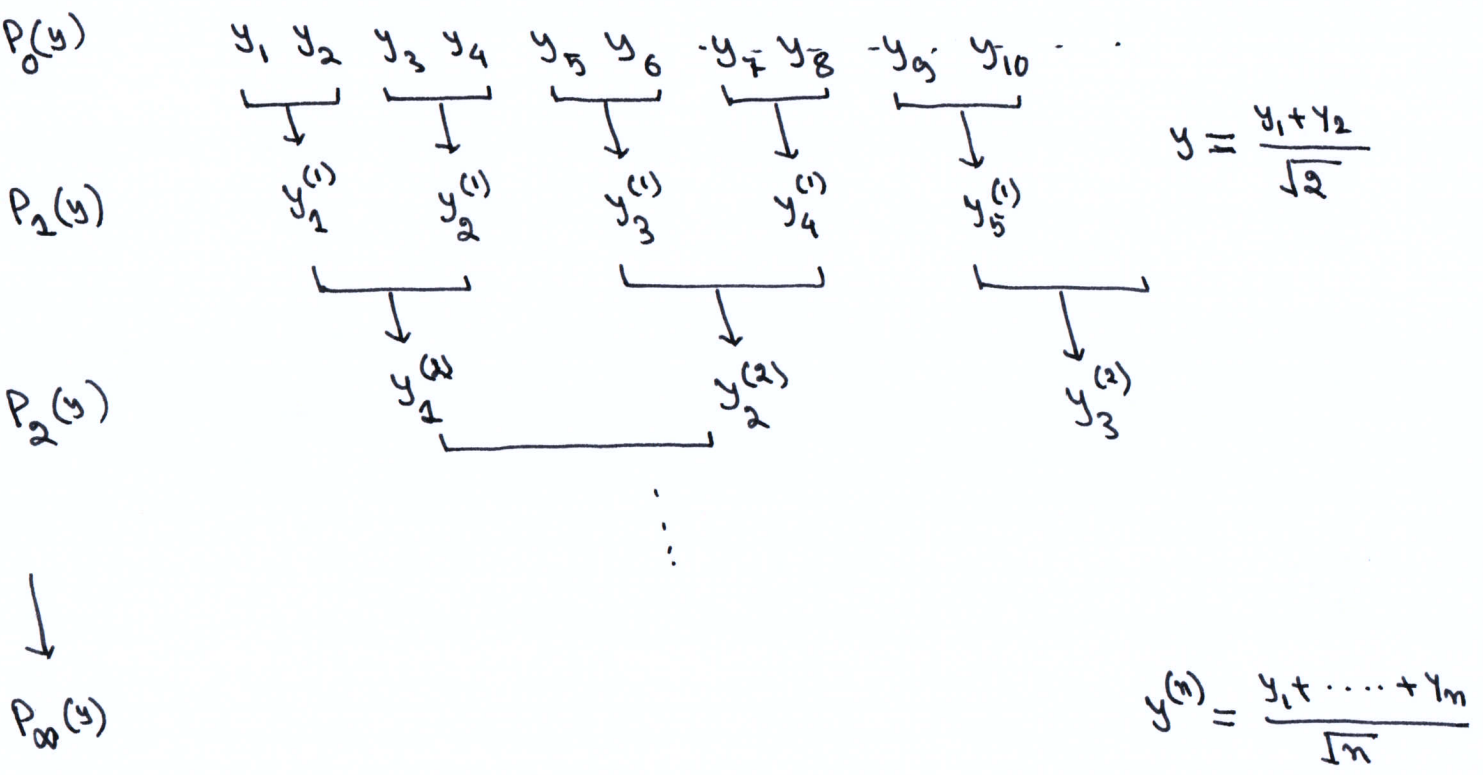 P₀(y) y₁ y₂ y₃ y₄ y₅ y₆ y₇ y₈ y₉ y₁₀ . .
y = (y₁ + y₂)/√2
P₁(y) y₁⁽¹⁾ y₂⁽¹⁾ y₃⁽¹⁾ y₄⁽¹⁾ y₅⁽¹⁾
P₂(y) y₁⁽²⁾ y₂⁽²⁾ y₃⁽²⁾
⋮
P∞(y) y⁽ⁿ⁾ = (y₁ + ····· + yₙ)/√n